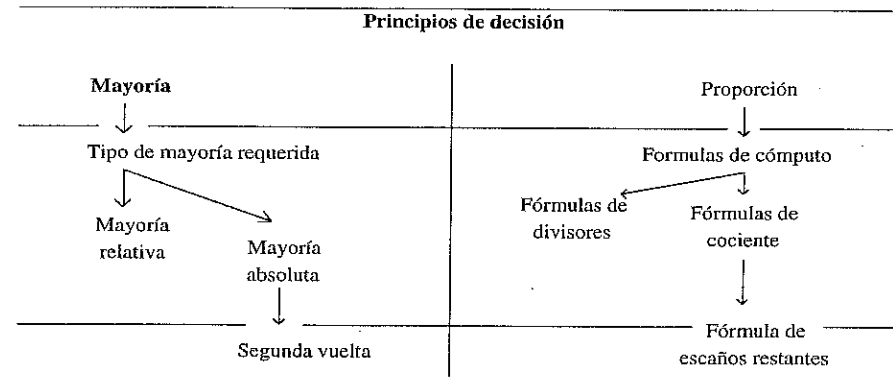 Principios de decisión
Mayoría
Proporción
Tipo de mayoría requerida
Formulas de cómputo
Mayoría
relativa
Mayoría
absoluta
Fórmulas de
divisores
Fórmulas de
cociente
Segunda vuelta
Fórmula de
escaños restantes